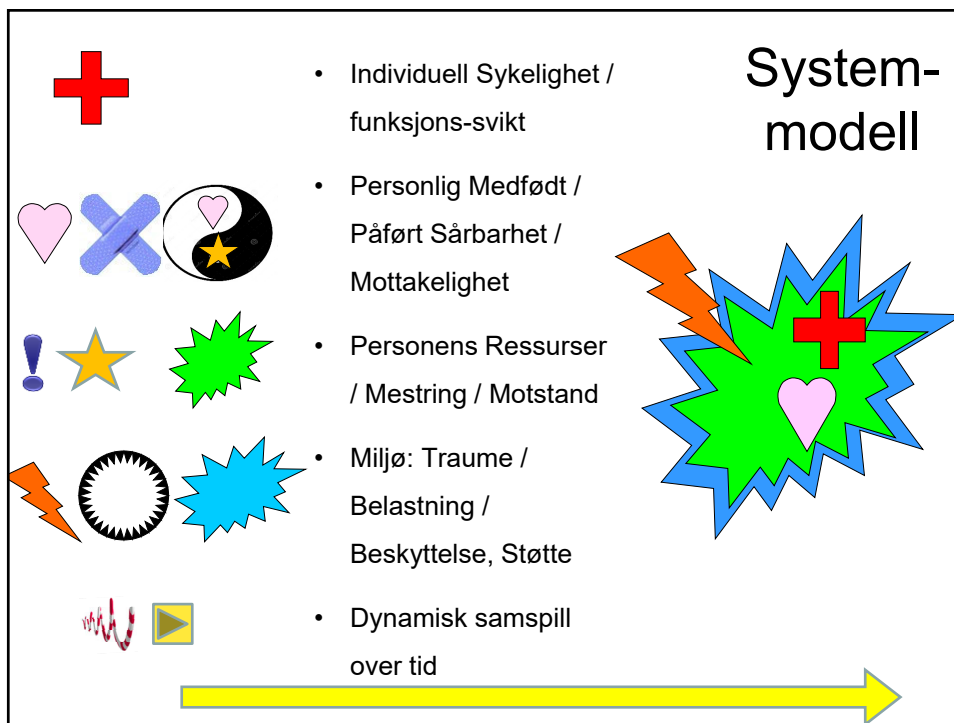 System-
modell
• Individuell Sykelighet /
funksjons-svikt
• Personlig Medfødt /
Påført Sårbarhet /
Mottakelighet
• Personens Ressurser
/ Mestring / Motstand
• Miljø: Traume /
Belastning /
Beskyttelse, Støtte
• Dynamisk samspill
over tid